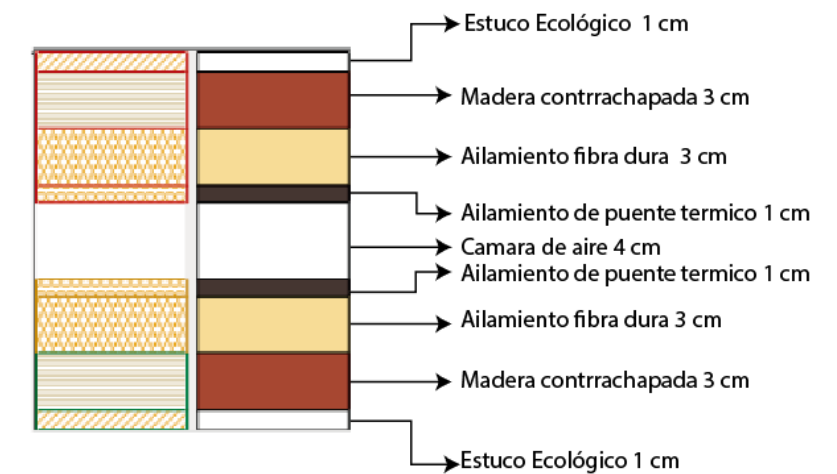 Estuco Ecológico 1 cm
Madera contrrachapada 3 cm
Ailamiento fibra dura 3 cm
Ailamiento de puente termico 1 cm
Camara de aire 4 cm
Ailamiento de puente termico 1 cm
Ailamiento fibra dura 3 cm
Madera contrrachapada 3 cm
Estuco Ecológico 1 cm